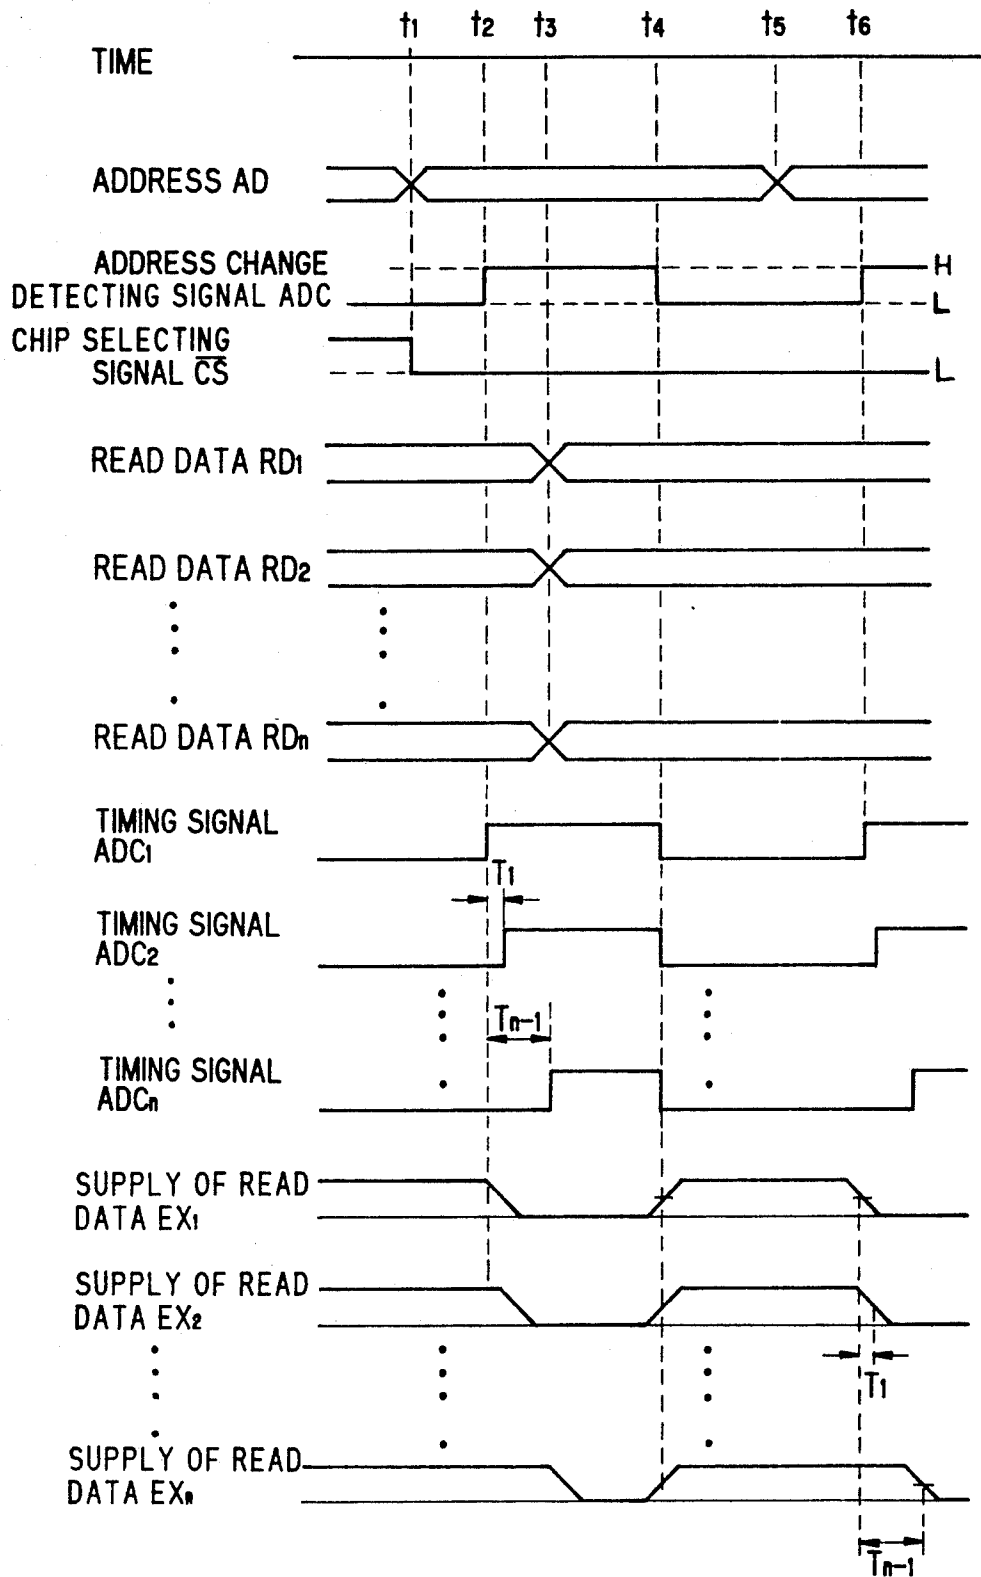 t1 t2 t3 t4 t5 t6
TIME
ADDRESS AD
ADDRESS CHANGE H
DETECTING SIGNAL ADC L
CHIP SELECTING
SIGNAL C̅S̅ L
READ DATA RD1
READ DATA RD2
READ DATA RDn
TIMING SIGNAL
ADC1
T1
TIMING SIGNAL
ADC2
Tn-1
TIMING SIGNAL
ADCn
SUPPLY OF READ
DATA EX1
SUPPLY OF READ
DATA EX2
T1
SUPPLY OF READ
DATA EXn
Tn-1